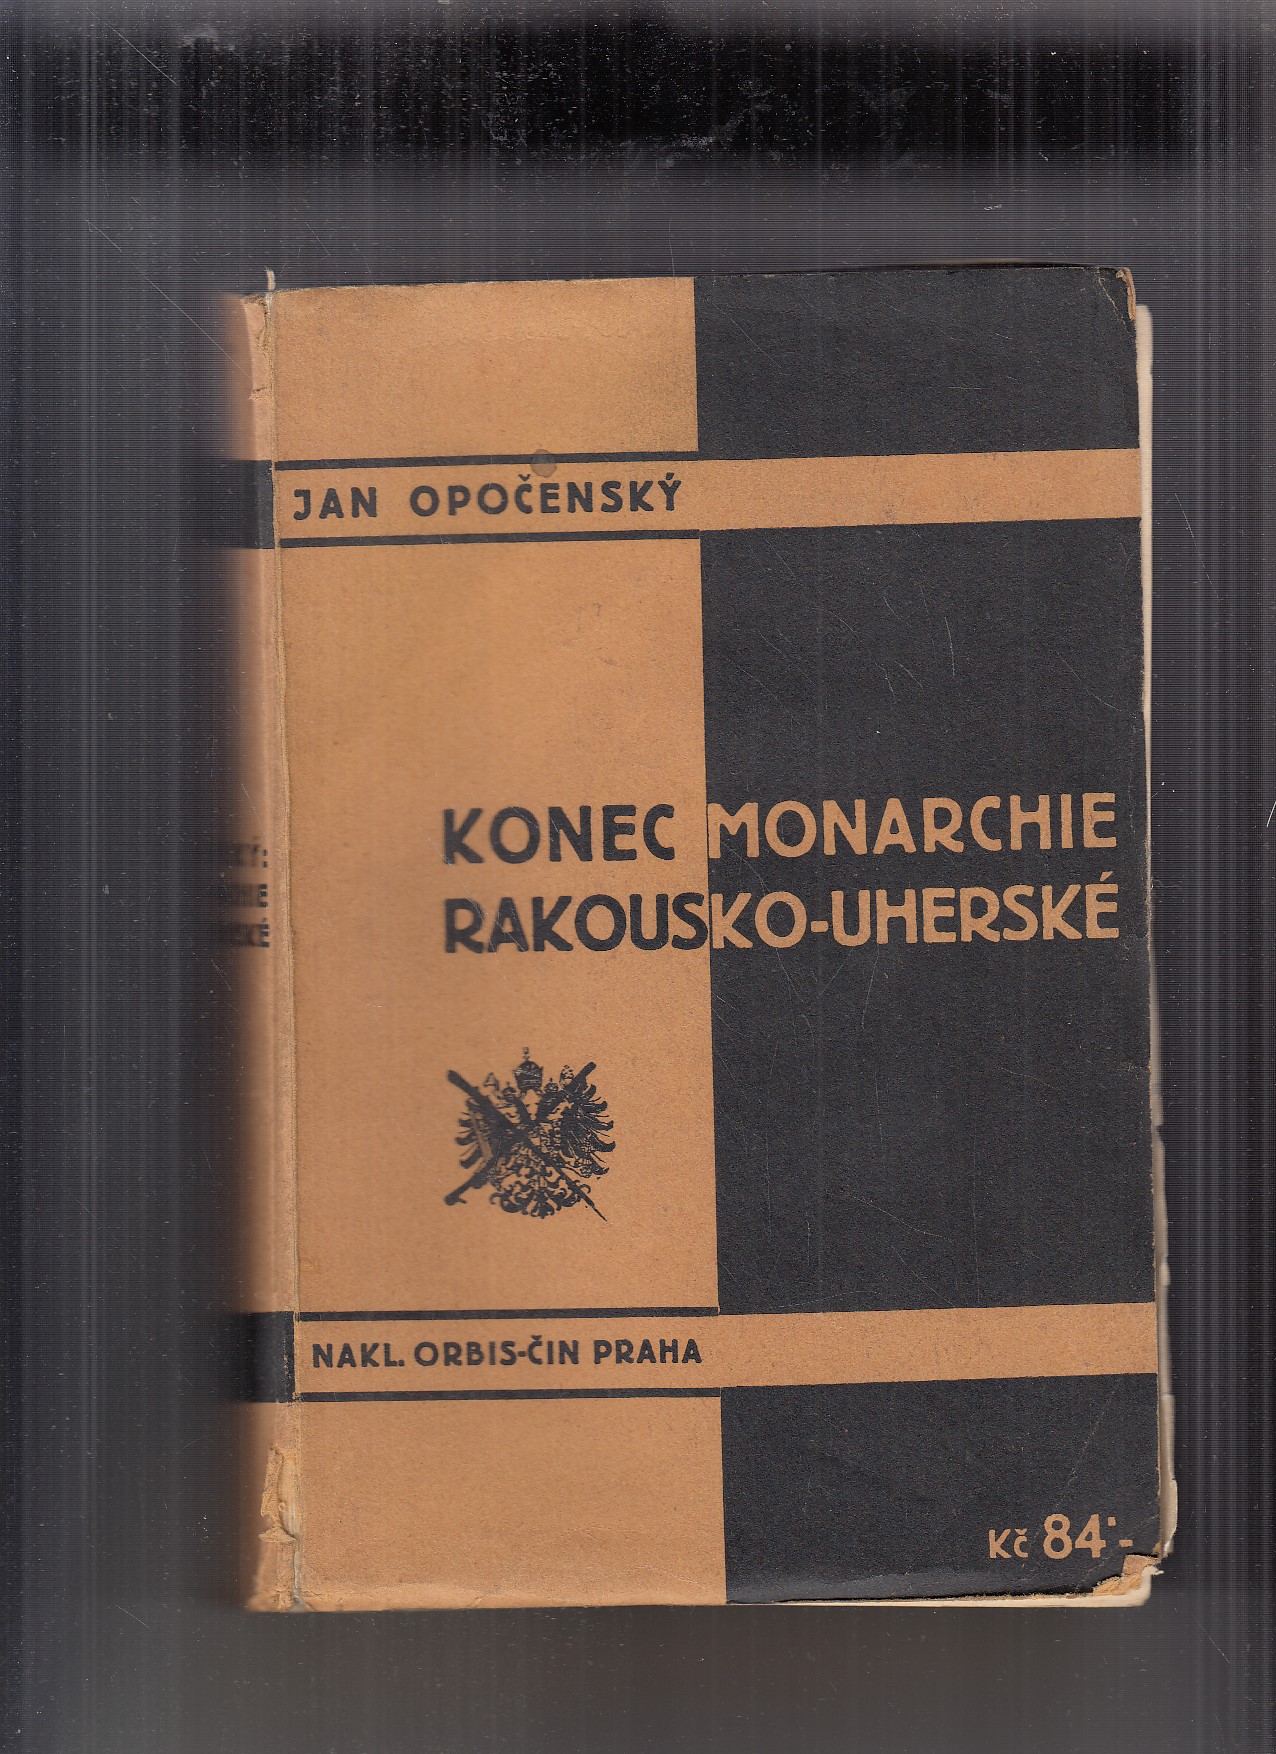 JAN OPOČENSKÝ
KONEC MONARCHIE
RAKOUSKO-UHERSKÉ
NAKL. ORBIS-ČIN PRAHA
Kč 84·-